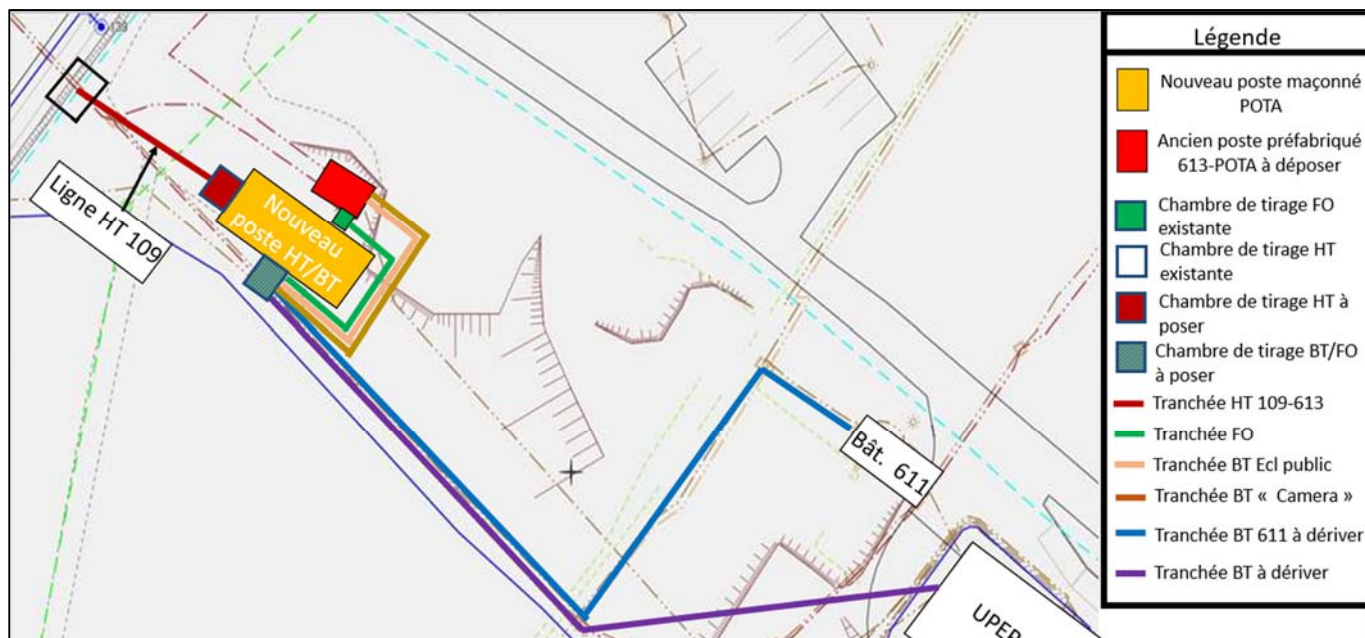 128
Ligne HT 109
Nouveau
poste HT/BT
Bât. 611
UPEP
Légende
Nouveau poste maçonné
POTA
Ancien poste préfabriqué
613-POTA à déposer
Chambre de tirage FO
existante
Chambre de tirage HT
existante
Chambre de tirage HT à
poser
Chambre de tirage BT/FO
à poser
Tranchée HT 109-613
Tranchée FO
Tranchée BT Ecl public
Tranchée BT « Camera »
Tranchée BT 611 à dériver
Tranchée BT à dériver